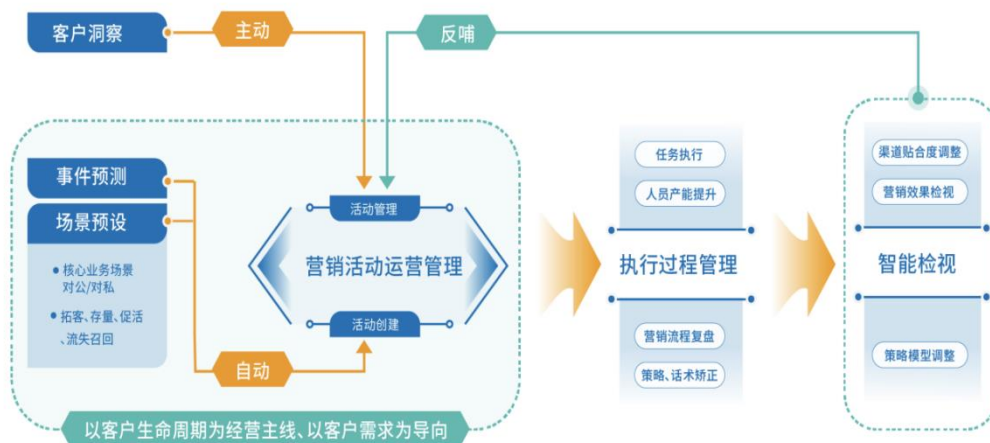 客户洞察
主动
反哺
事件预测
场景预设
• 核心业务场景
对公/对私
• 拓客、存量、促活
、流失召回
自动
活动管理
营销活动运营管理
活动创建
以客户生命周期为经营主线、以客户需求为导向
任务执行
人员产能提升
执行过程管理
营销流程复盘
策略、话术矫正
渠道贴合度调整
营销效果检视
智能检视
策略模型调整